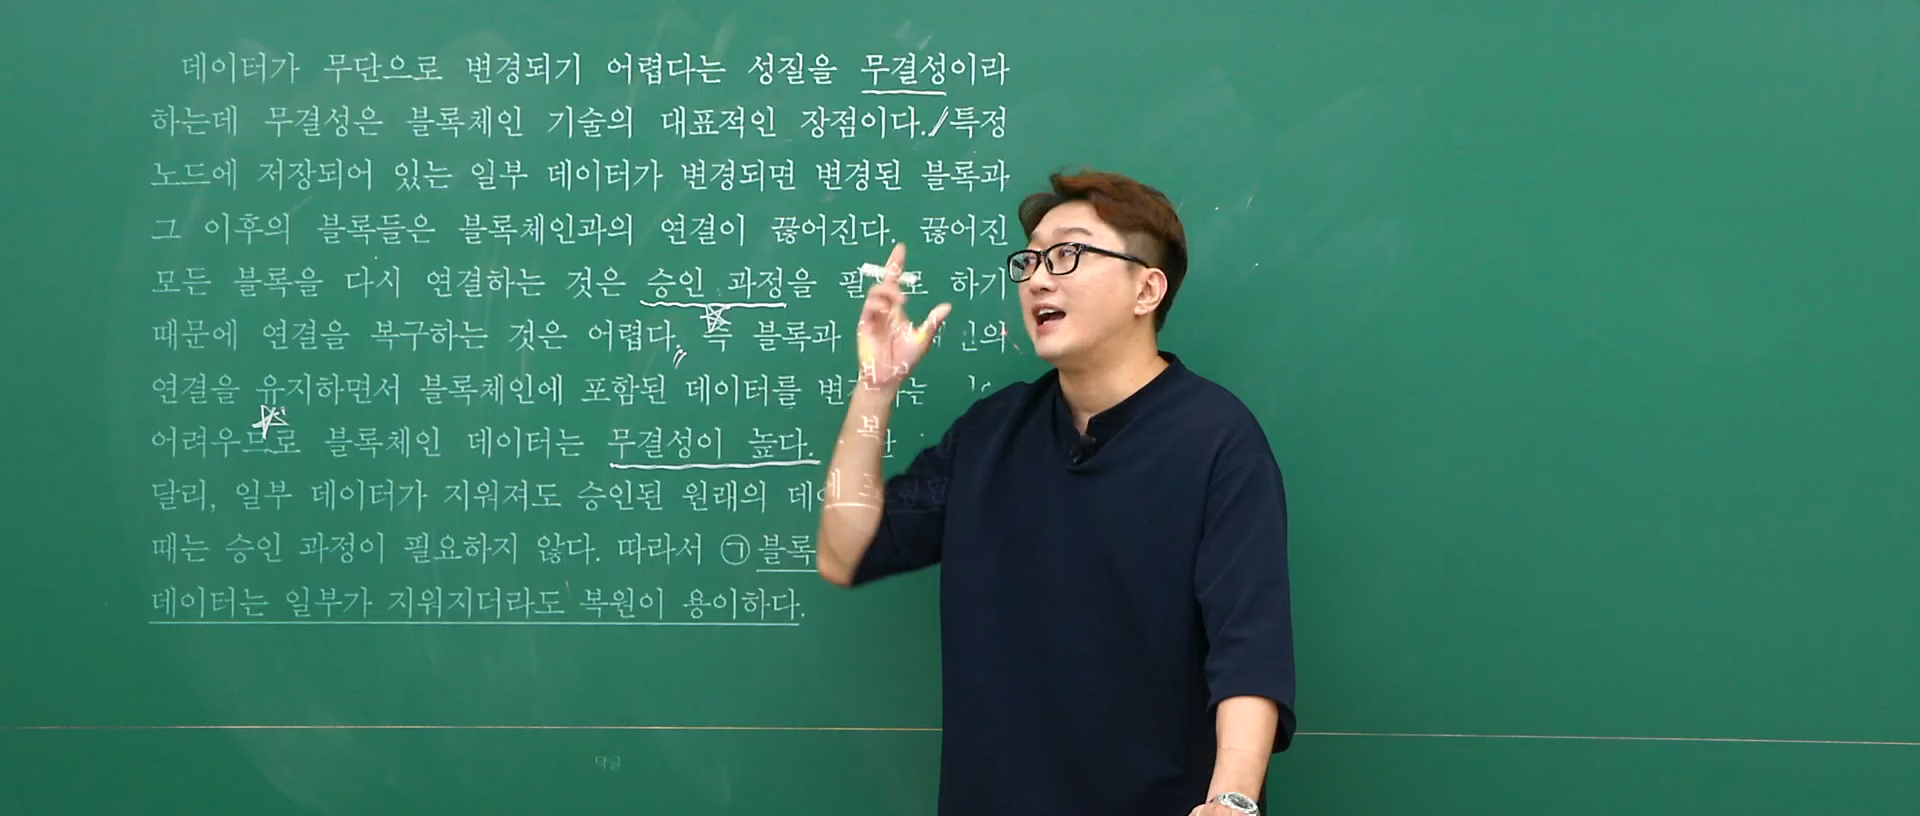 데이터가 무단으로 변경되기 어렵다는 성질을 무결성이라
하는데 무결성은 블록체인 기술의 대표적인 장점이다. 특정
노드에 저장되어 있는 일부 데이터가 변경되면 변경된 블록과
그 이후의 블록들은 블록체인과의 연결이 끊어진다. 끊어진
모든 블록을 다시 연결하는 것은 승인 과정을 하기
때문에 연결을 복구하는 것은 어렵다. 즉 블록과
연결을 유지하면서 블록체인에 포함된 데이터를
어려우므로 블록체인 데이터는 무결성이 높다.
달리, 일부 데이터가 지워져도 승인된 원래의
때는 승인 과정이 필요하지 않다. 따라서 ㉠ 블록
데이터는 일부가 지워지더라도 복원이 용이하다.